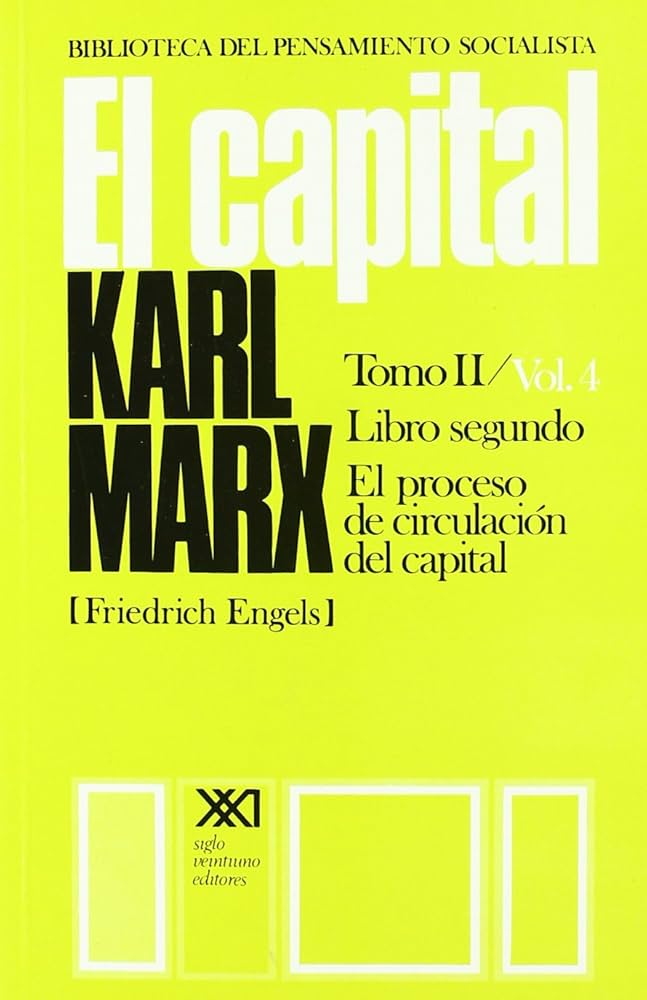 BIBLIOTECA DEL PENSAMIENTO SOCIALISTA
El capital
KARL
MARX
Tomo II/Vol. 4
Libro segundo
El proceso
de circulación
del capital
[Friedrich Engels]
XXI
siglo
veintiuno
editores